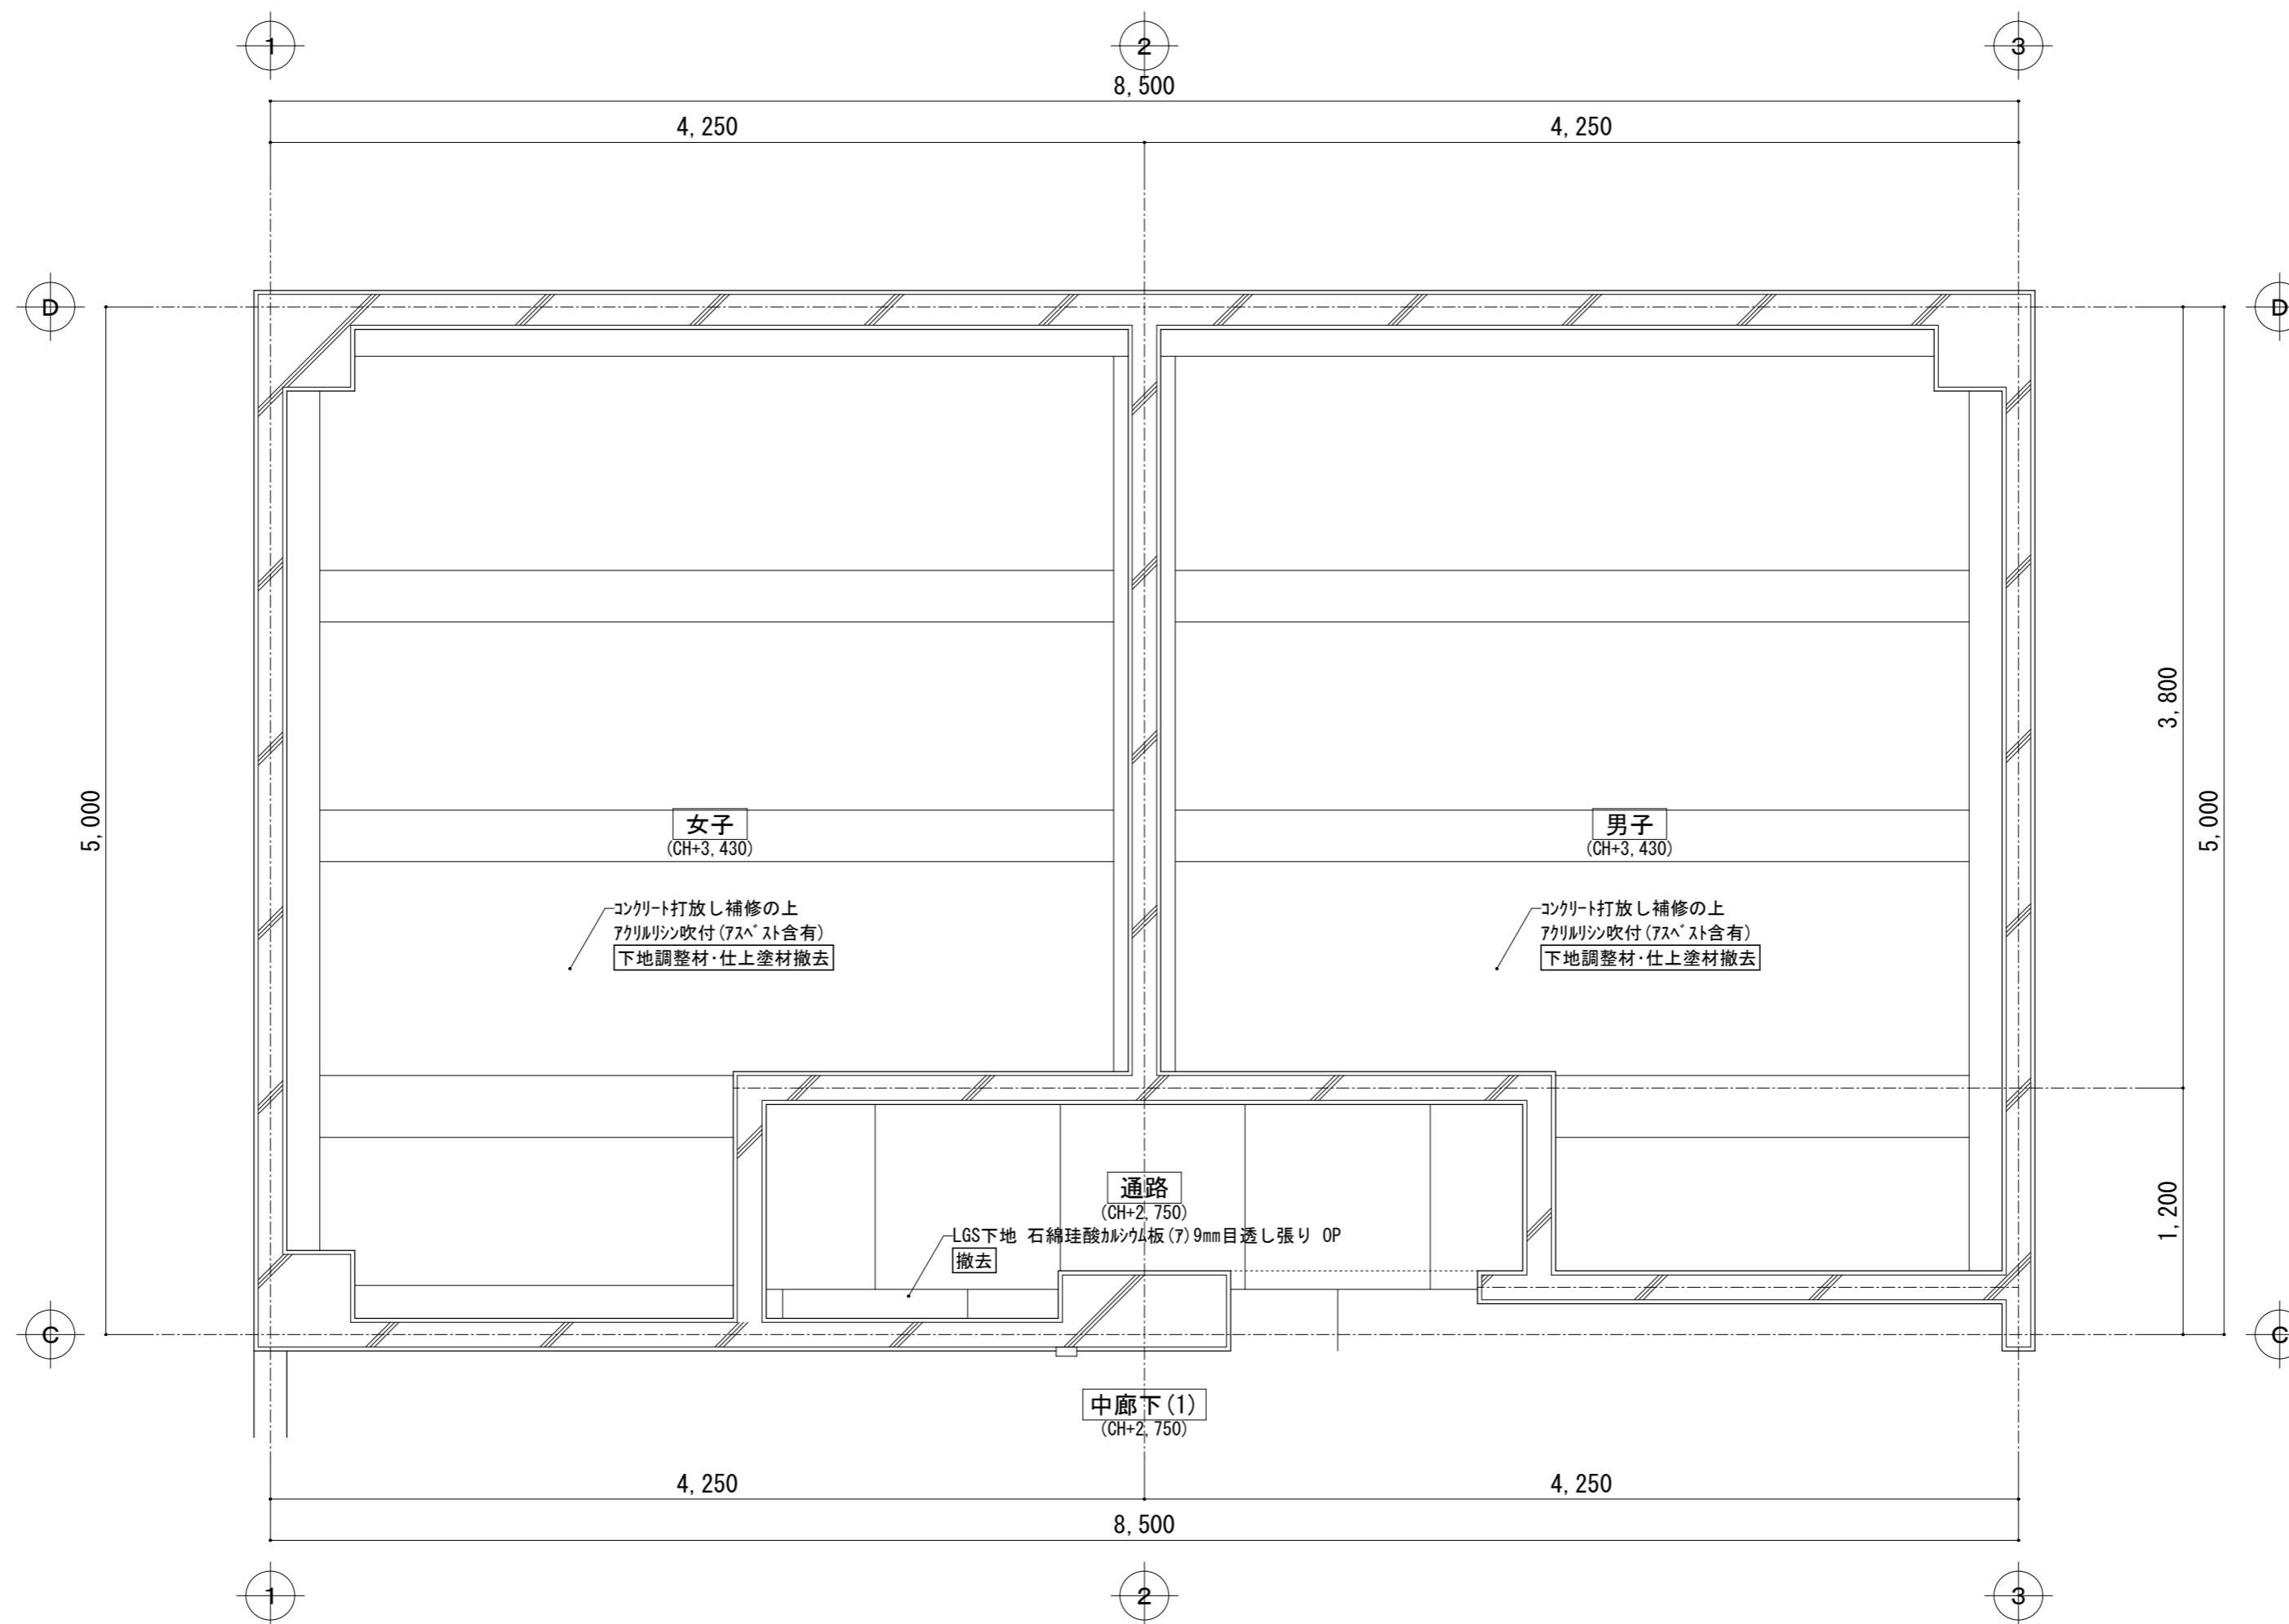 1 2 3
8,500
4,250 4,250
D D
3,800
5,000 5,000
女子 男子
(CH+3,430) (CH+3,430)
コンクリート打放し補修の上 コンクリート打放し補修の上
アクリルリシン吹付(アスベスト含有) アクリルリシン吹付(アスベスト含有)
下地調整材・仕上塗材撤去 下地調整材・仕上塗材撤去
通路
1,200
(CH+2,750)
LGS下地 石綿珪酸カルシウム板(ア)9mm目透し張り OP
撤去
C C
中廊下(1)
(CH+2,750)
4,250 4,250
8,500
1 2 3